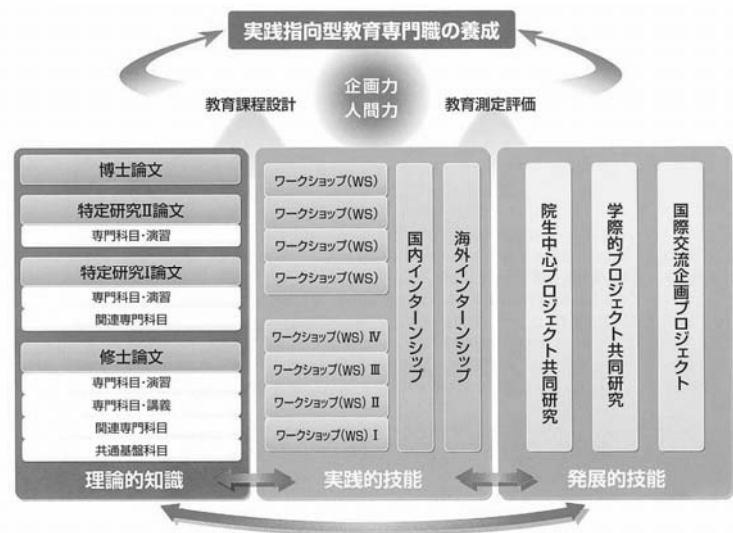 実践指向型教育専門職の養成
企画力
人間力
教育課程設計
教育測定評価
博士論文
特定研究II論文
専門科目・演習
特定研究I論文
専門科目・演習
関連専門科目
修士論文
専門科目・演習
専門科目・講義
関連専門科目
共通基盤科目
理論的知識
ワークショップ(WS)
ワークショップ(WS)
ワークショップ(WS)
ワークショップ(WS)
ワークショップ(WS) IV
ワークショップ(WS) III
ワークショップ(WS) II
ワークショップ(WS) I
国内インターンシップ
海外インターンシップ
実践的技能
院生中心プロジェクト共同研究
学際的プロジェクト共同研究
国際交流企画プロジェクト
発展的技能